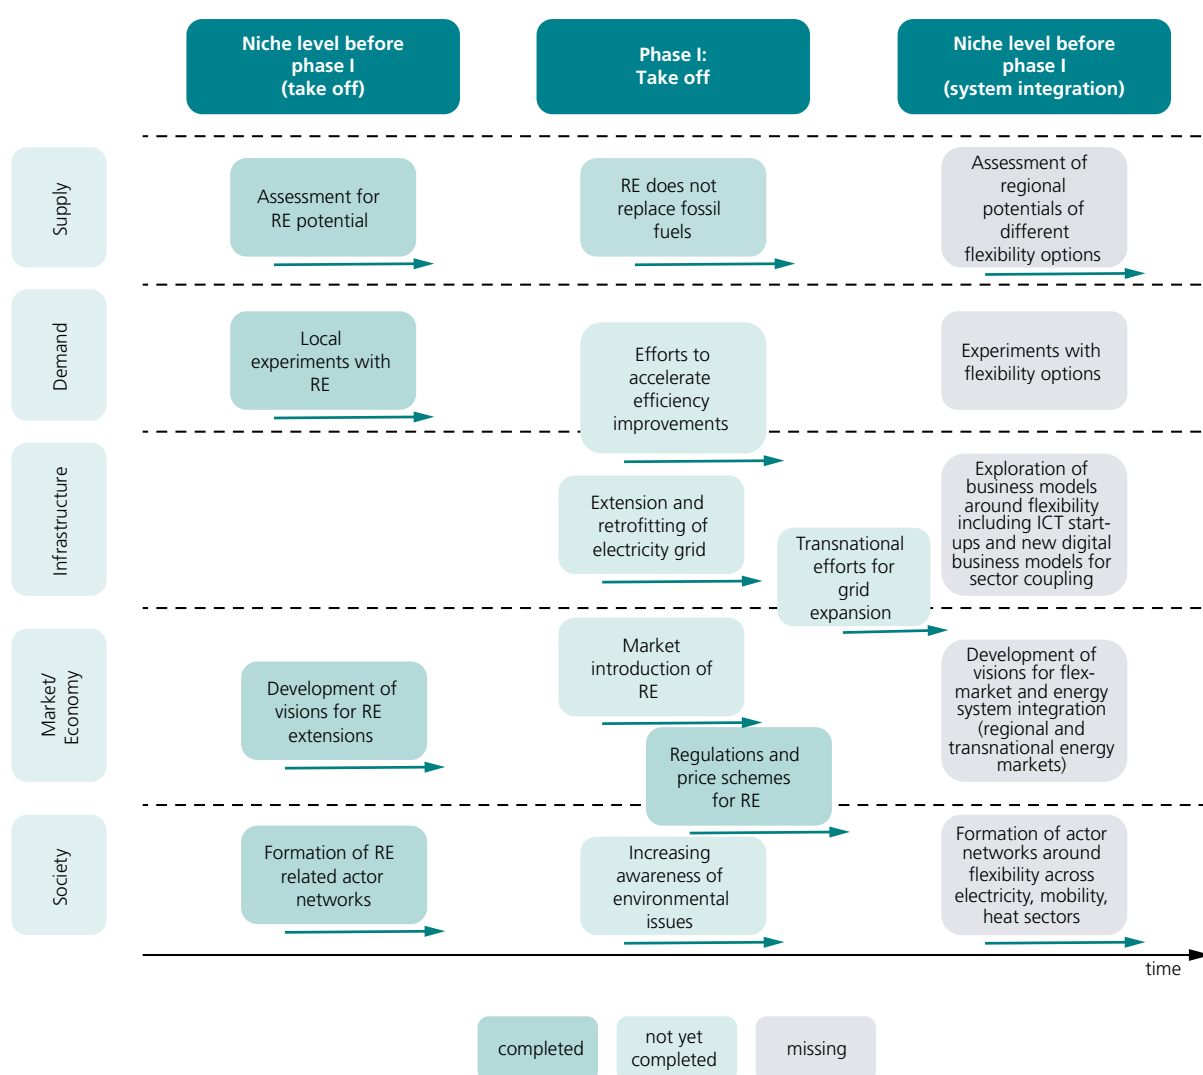 Niche level before
phase I
(take off)
Phase I:
Take off
Niche level before
phase I
(system integration)
Supply
Assessment for
RE potential
RE does not
replace fossil
fuels
Assessment of
regional
potentials of
different
flexibility options
Demand
Local
experiments with
RE
Efforts to
accelerate
efficiency
improvements
Experiments with
flexibility options
Infrastructure
Extension and
retrofitting of
electricity grid
Transnational
efforts for
grid
expansion
Exploration of
business models
around flexibility
including ICT start-
ups and new digital
business models for
sector coupling
Market/
Economy
Development of
visions for RE
extensions
Market
introduction of
RE
Regulations and
price schemes
for RE
Development of
visions for flex-
market and energy
system integration
(regional and
transnational energy
markets)
Society
Formation of RE
related actor
networks
Increasing
awareness of
environmental
issues
Formation of actor
networks around
flexibility across
electricity, mobility,
heat sectors
time
completed
not yet
completed
missing